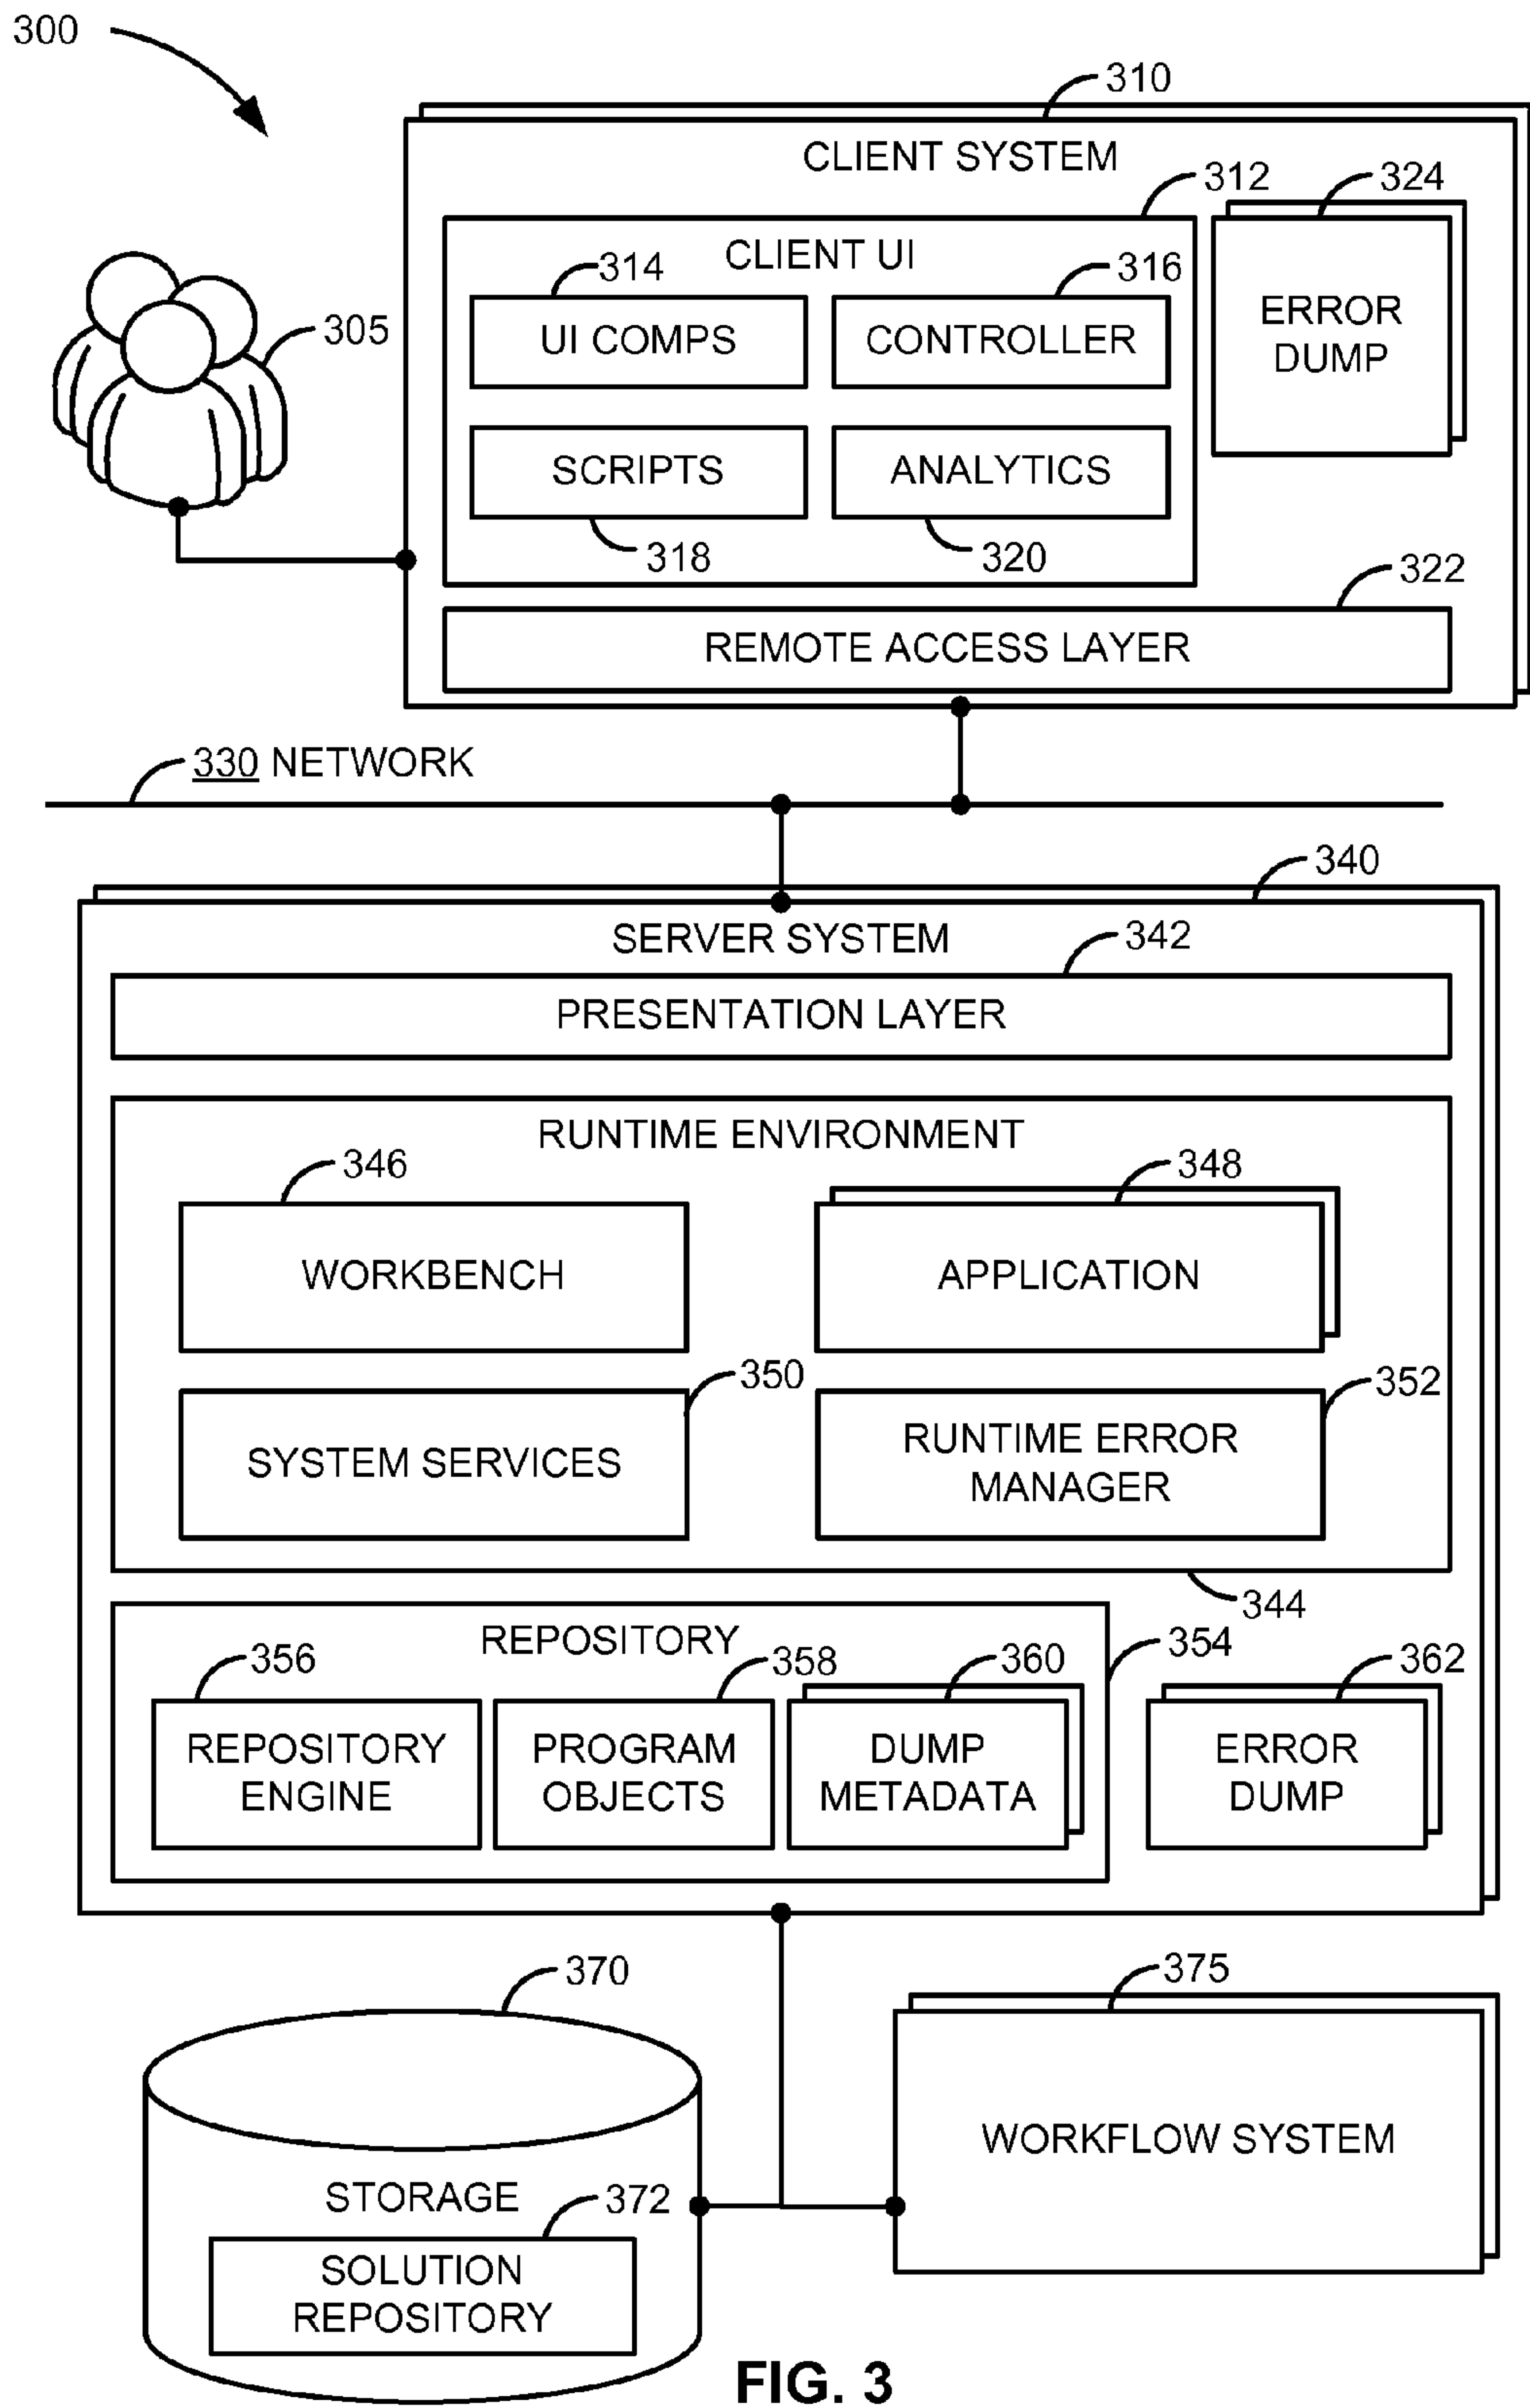 300
310
CLIENT SYSTEM
312
324
CLIENT UI
314
316
UI COMPS
CONTROLLER
ERROR
DUMP
305
SCRIPTS
ANALYTICS
318
320
322
REMOTE ACCESS LAYER
330 NETWORK
340
SERVER SYSTEM
342
PRESENTATION LAYER
RUNTIME ENVIRONMENT
346
348
WORKBENCH
APPLICATION
350
352
SYSTEM SERVICES
RUNTIME ERROR
MANAGER
344
REPOSITORY
354
356
358
360
362
REPOSITORY
ENGINE
PROGRAM
OBJECTS
DUMP
METADATA
ERROR
DUMP
370
375
WORKFLOW SYSTEM
STORAGE
372
SOLUTION
REPOSITORY
FIG. 3